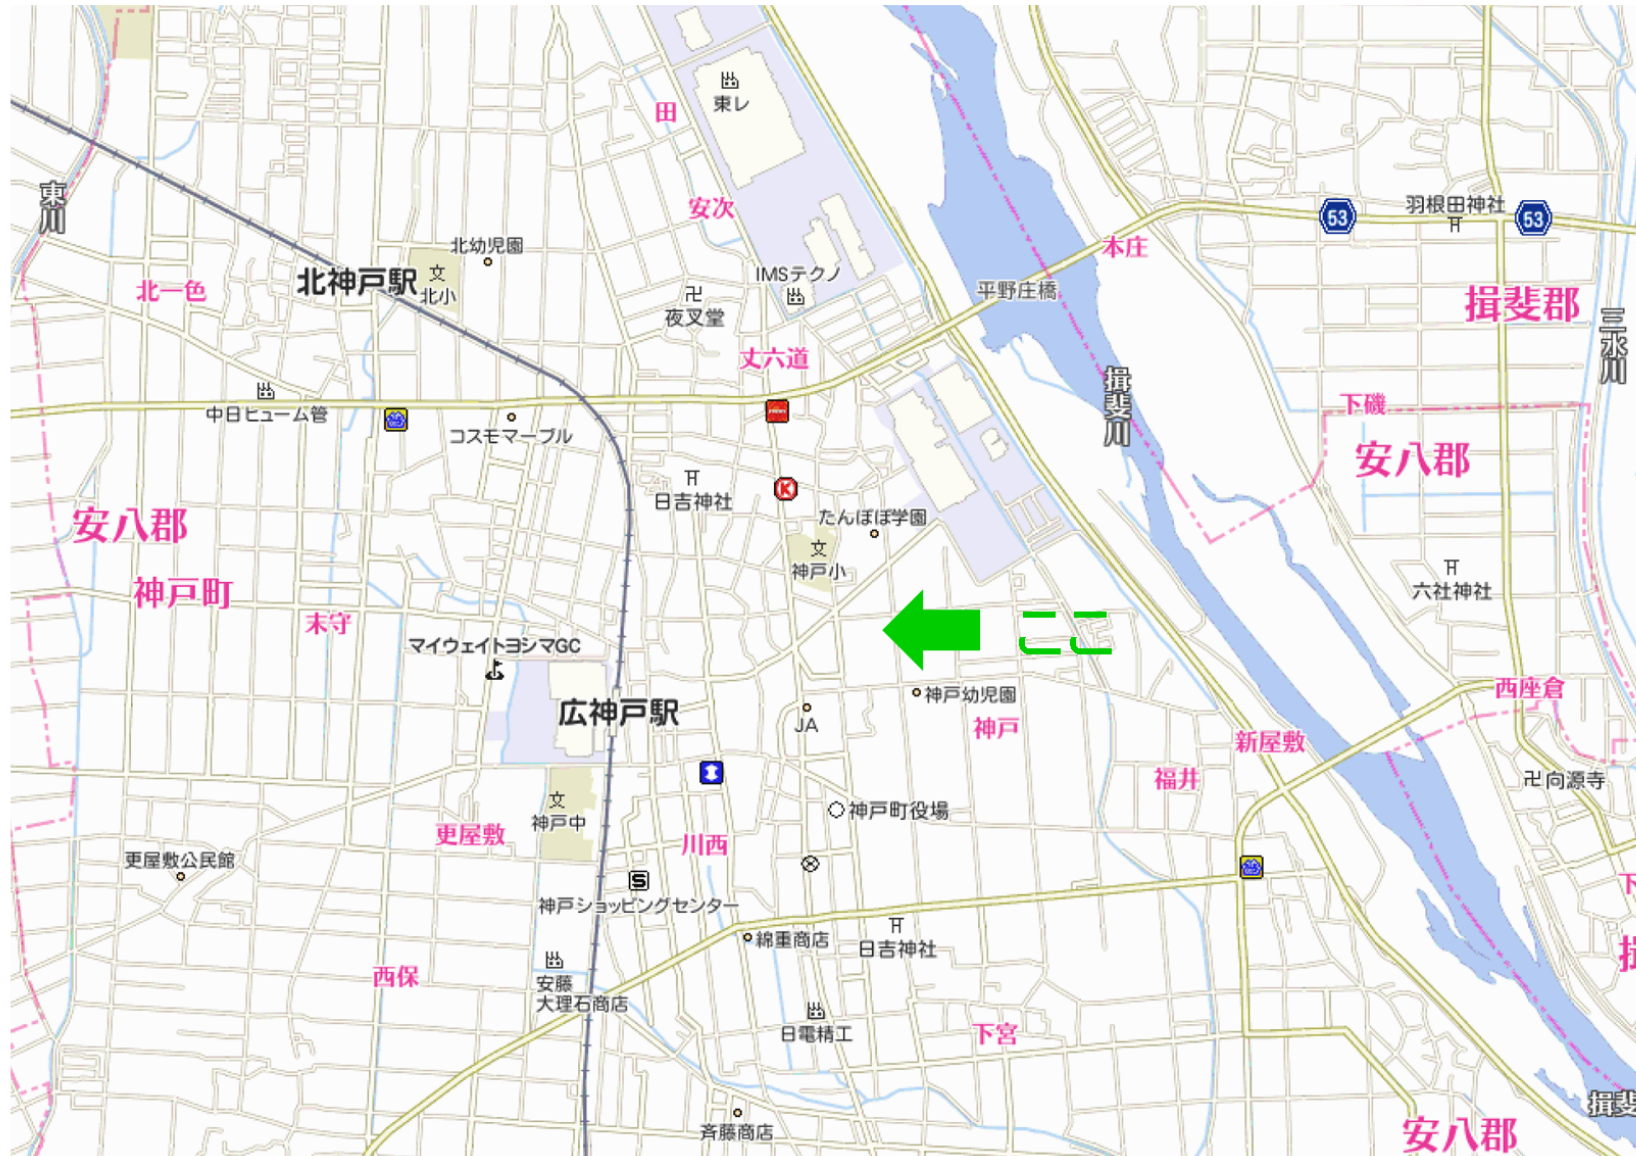 東レ
田
東川
安次
53
羽根田神社
53
北幼児園
本庄
北神戸駅
北小
IMSテクノ
北一色
夜叉堂
平野庄橋
揖斐郡
三水川
丈六道
中日ヒューム管
コスモマーブル
揖斐川
下磯
安八郡
日吉神社
K
たんぽぽ学園
安八郡
神戸小
神戸町
六社神社
末守
ここ
マイウェイトヨシマGC
神戸幼児園
西座倉
広神戸駅
JA
神戸
新屋敷
福井
向源寺
神戸中
神戸町役場
更屋敷
川西
更屋敷公民館
S
神戸ショッピングセンター
綿重商店
日吉神社
西保
安藤
大理石商店
日電精工
下宮
斉藤商店
安八郡